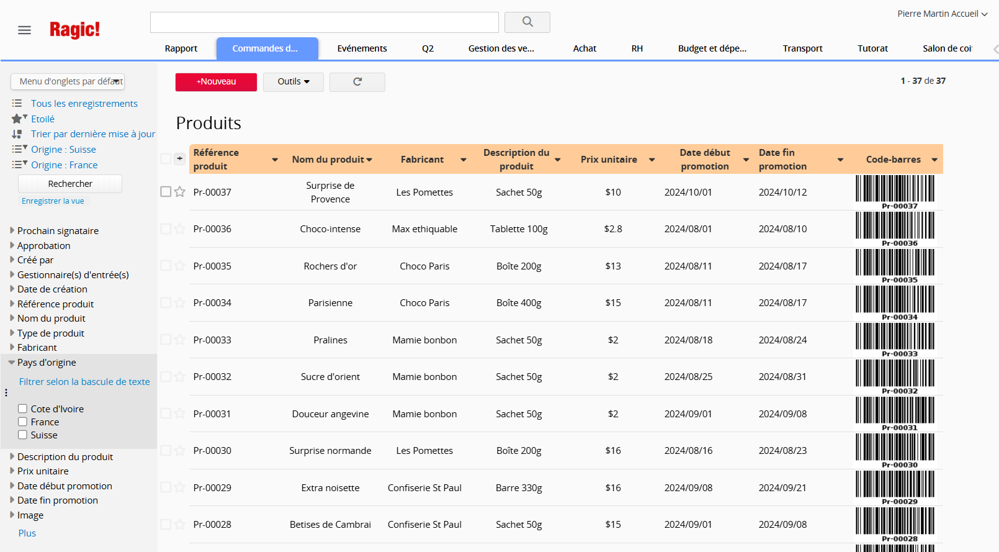 Pierre Martin Accueil
Ragic!
Rapport
Commandes d...
Evénements
Q2
Gestion des ve...
Achat
RH
Budget et dépe...
Transport
Tutorat
Salon de coi
Menu d'onglets par défaut
+Nouveau
Outils
1 - 37 de 37
Tous les enregistrements
Etoilé
Trier par dernière mise à jour
Origine : Suisse
Origine : France
Rechercher
Enregistrer la vue
Prochain signataire
Approbation
Créé par
Gestionnaire(s) d'entrée(s)
Date de création
Référence produit
Nom du produit
Type de produit
Fabricant
Pays d'origine
Filtrer selon la bascule de texte
Cote d'Ivoire
France
Suisse
Description du produit
Prix unitaire
Date début promotion
Date fin promotion
Image
Plus
Produits
+
Référence produit
Nom du produit
Fabricant
Description du produit
Prix unitaire
Date début promotion
Date fin promotion
Code-barres
Pr-00037 Surprise de Provence Les Pomettes Sachet 50g $10 2024/10/01 2024/10/12 Pr-00037
Pr-00036 Choco-intense Max ethiquable Tablette 100g $2.8 2024/08/01 2024/08/10 Pr-00036
Pr-00035 Rochers d'or Choco Paris Boîte 200g $13 2024/08/11 2024/08/17 Pr-00035
Pr-00034 Parisienne Choco Paris Boîte 400g $15 2024/08/11 2024/08/17 Pr-00034
Pr-00033 Pralines Mamie bonbon Sachet 50g $2 2024/08/18 2024/08/24 Pr-00033
Pr-00032 Sucre d'orient Mamie bonbon Sachet 50g $2 2024/08/25 2024/08/31 Pr-00032
Pr-00031 Douceur angevine Mamie bonbon Sachet 50g $2 2024/09/01 2024/09/08 Pr-00031
Pr-00030 Surprise normande Les Pomettes Boîte 200g $16 2024/08/16 2024/08/23 Pr-00030
Pr-00029 Extra noisette Confiserie St Paul Barre 330g $16 2024/09/08 2024/09/21 Pr-00029
Pr-00028 Betises de Cambrai Confiserie St Paul Sachet 50g $15 2024/09/01 2024/09/08 Pr-00028